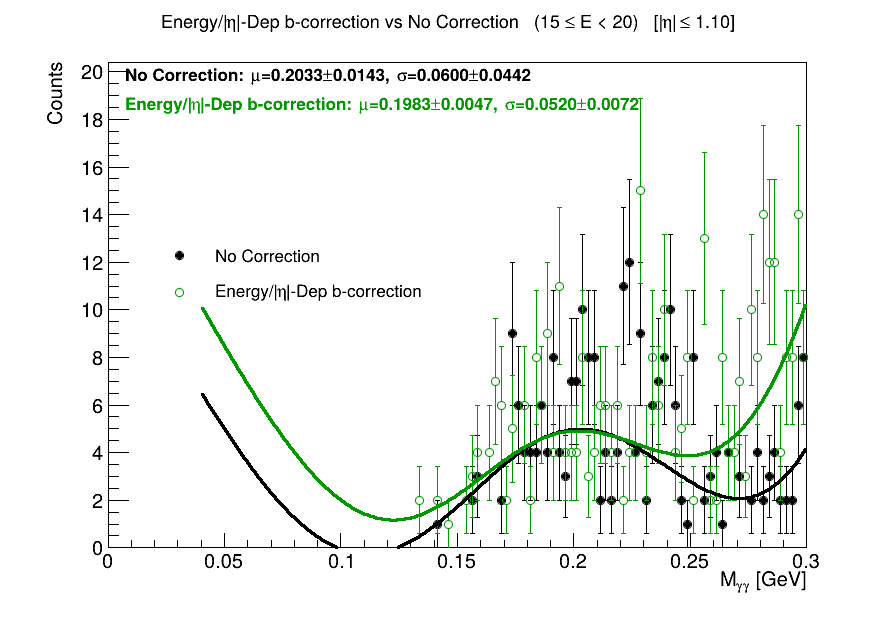 Energy/|η|-Dep b-correction vs No Correction (15 ≤ E < 20) [|η| ≤ 1.10]
No Correction: μ=0.2033±0.0143, σ=0.0600±0.0442
Energy/|η|-Dep b-correction: μ=0.1983±0.0047, σ=0.0520±0.0072
Counts
20
18
16
14
12
10
8
6
4
2
0
No Correction
Energy/|η|-Dep b-correction
0 0.05 0.1 0.15 0.2 0.25 0.3
Mγγ [GeV]